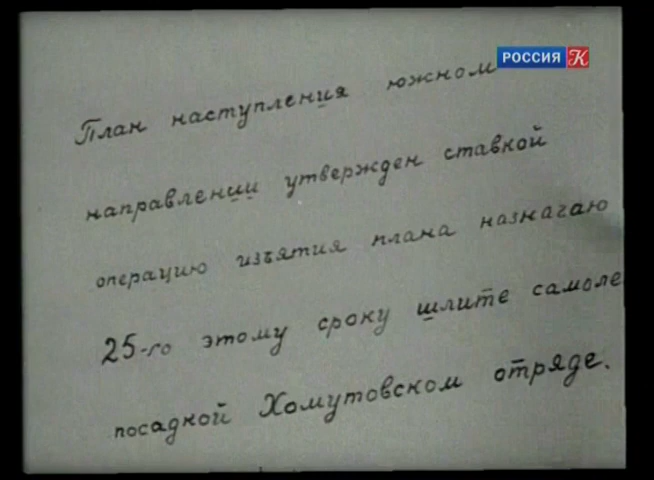 РОССИЯ К
План наступления южном
направлении утвержден ставкой
операцию изъятия плана назначаю
25-го этому сроку шлите самоле
посадкой Хомутовском отряде.